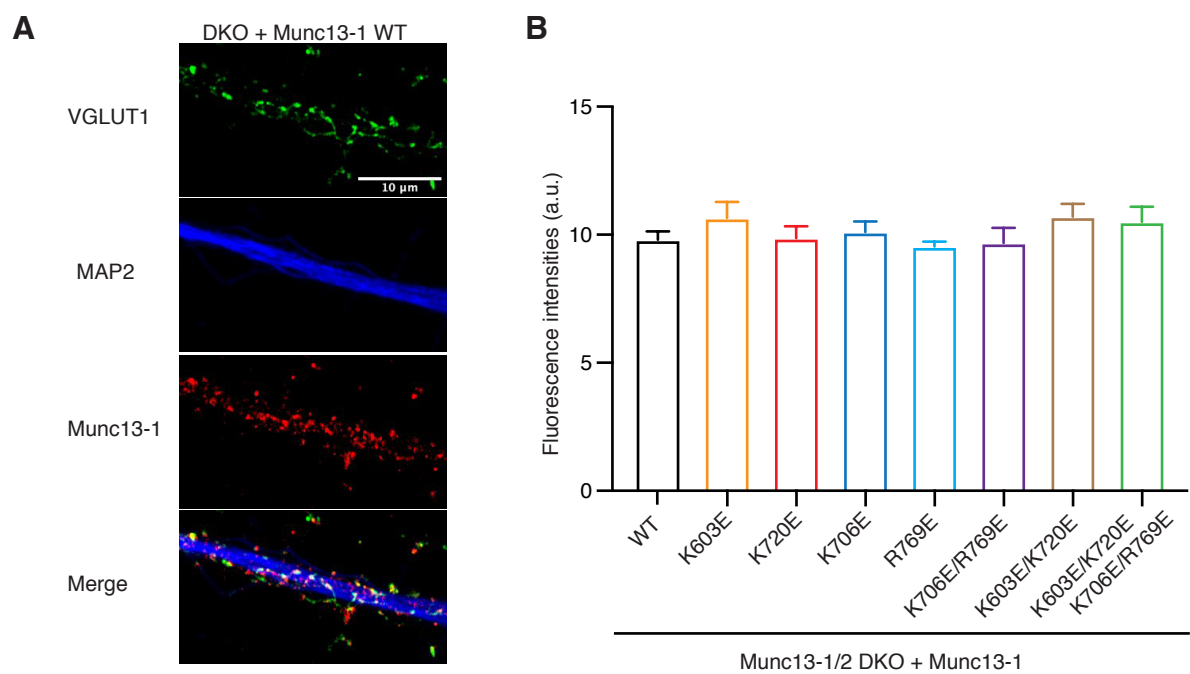 A
DKO + Munc13-1 WT
VGLUT1
10 µm
MAP2
Munc13-1
Merge
B
Fluorescence intensities (a.u.)
15
10
5
0
WT
K603E
K720E
K706E
R769E
K706E/R769E
K603E/K720E
K603E/K720E
K706E/R769E
Munc13-1/2 DKO + Munc13-1